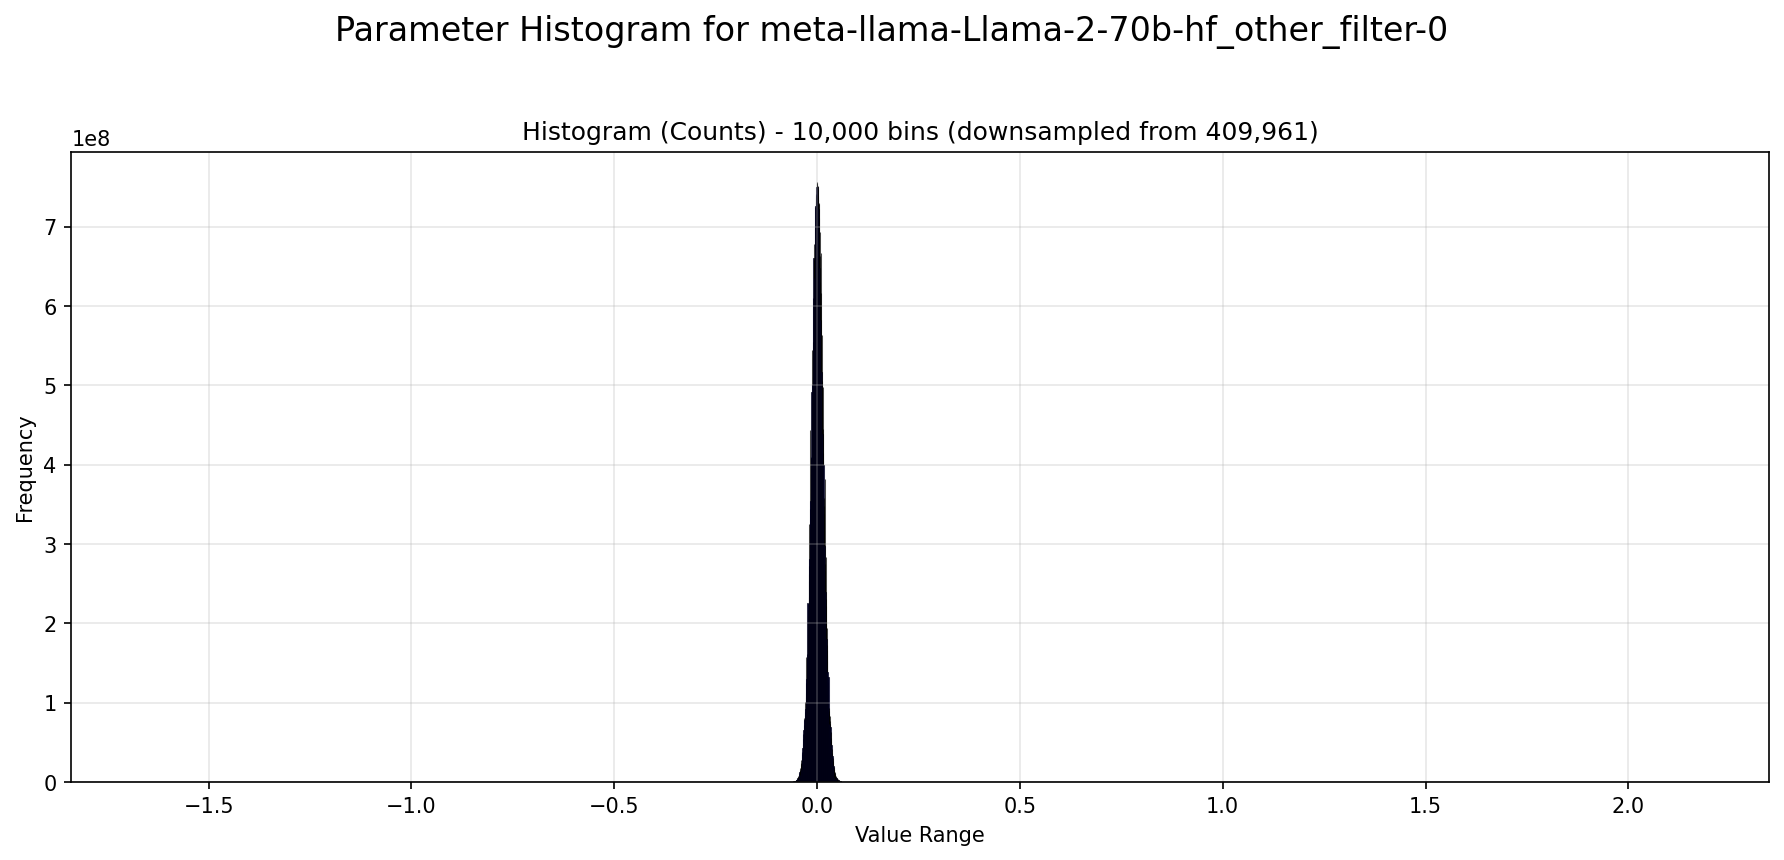 Parameter Histogram for meta-llama-Llama-2-70b-hf_other_filter-0
Histogram (Counts) - 10,000 bins (downsampled from 409,961)
1e8
7
6
5
4
3
2
1
0
Frequency
−1.5 −1.0 −0.5 0.0 0.5 1.0 1.5 2.0
Value Range